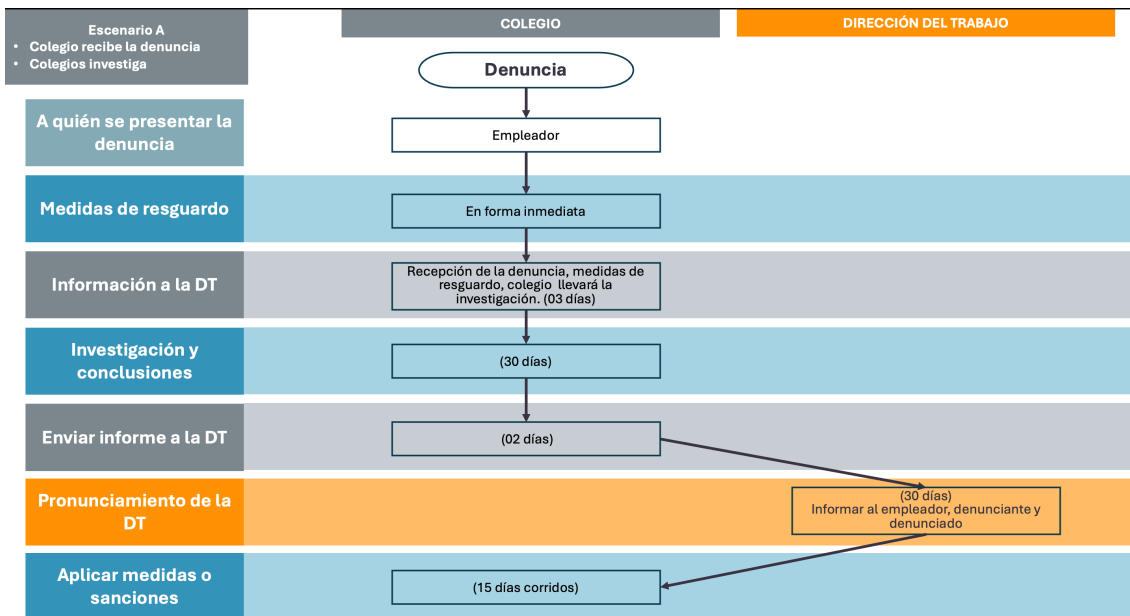 Escenario A
• Colegio recibe la denuncia
• Colegios investiga
COLEGIO
DIRECCIÓN DEL TRABAJO
Denuncia
A quién se presentar la
denuncia
Empleador
Medidas de resguardo
En forma inmediata
Información a la DT
Recepción de la denuncia, medidas de
resguardo, colegio llevará la
investigación. (03 días)
Investigación y
conclusiones
(30 días)
Enviar informe a la DT
(02 días)
Pronunciamiento de la
DT
(30 días)
Informar al empleador, denunciante y
denunciado
Aplicar medidas o
sanciones
(15 días corridos)